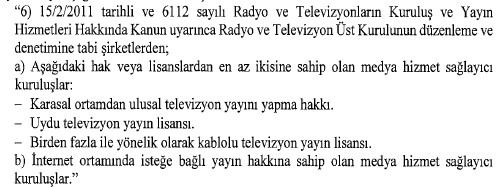 “6) 15/2/2011 tarihli ve 6112 sayılı Radyo ve Televizyonların Kuruluş ve Yayın
Hizmetleri Hakkında Kanun uyarınca Radyo ve Televizyon Üst Kurulunun düzenleme ve
denetimine tabi şirketlerden;
a) Aşağıdaki hak veya lisanslardan en az ikisine sahip olan medya hizmet sağlayıcı
kuruluşlar:
– Karasal ortamdan ulusal televizyon yayını yapma hakkı.
– Uydu televizyon yayın lisansı.
– Birden fazla ile yönelik olarak kablolu televizyon yayın lisansı.
b) İnternet ortamında isteğe bağlı yayın hakkına sahip olan medya hizmet sağlayıcı
kuruluşlar.”